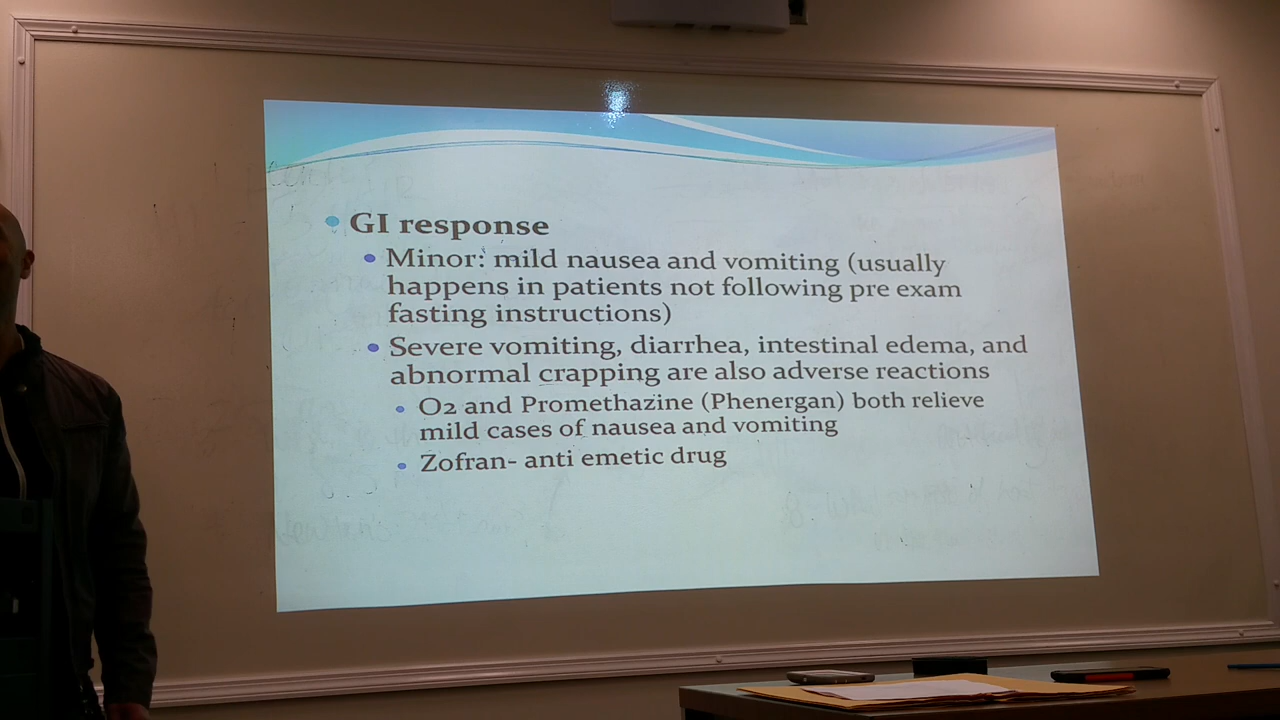 GI response
Minor: mild nausea and vomiting (usually
happens in patients not following pre exam
fasting instructions)
Severe vomiting, diarrhea, intestinal edema, and
abnormal crapping are also adverse reactions
O2 and Promethazine (Phenergan) both relieve
mild cases of nausea and vomiting
Zofran- anti emetic drug